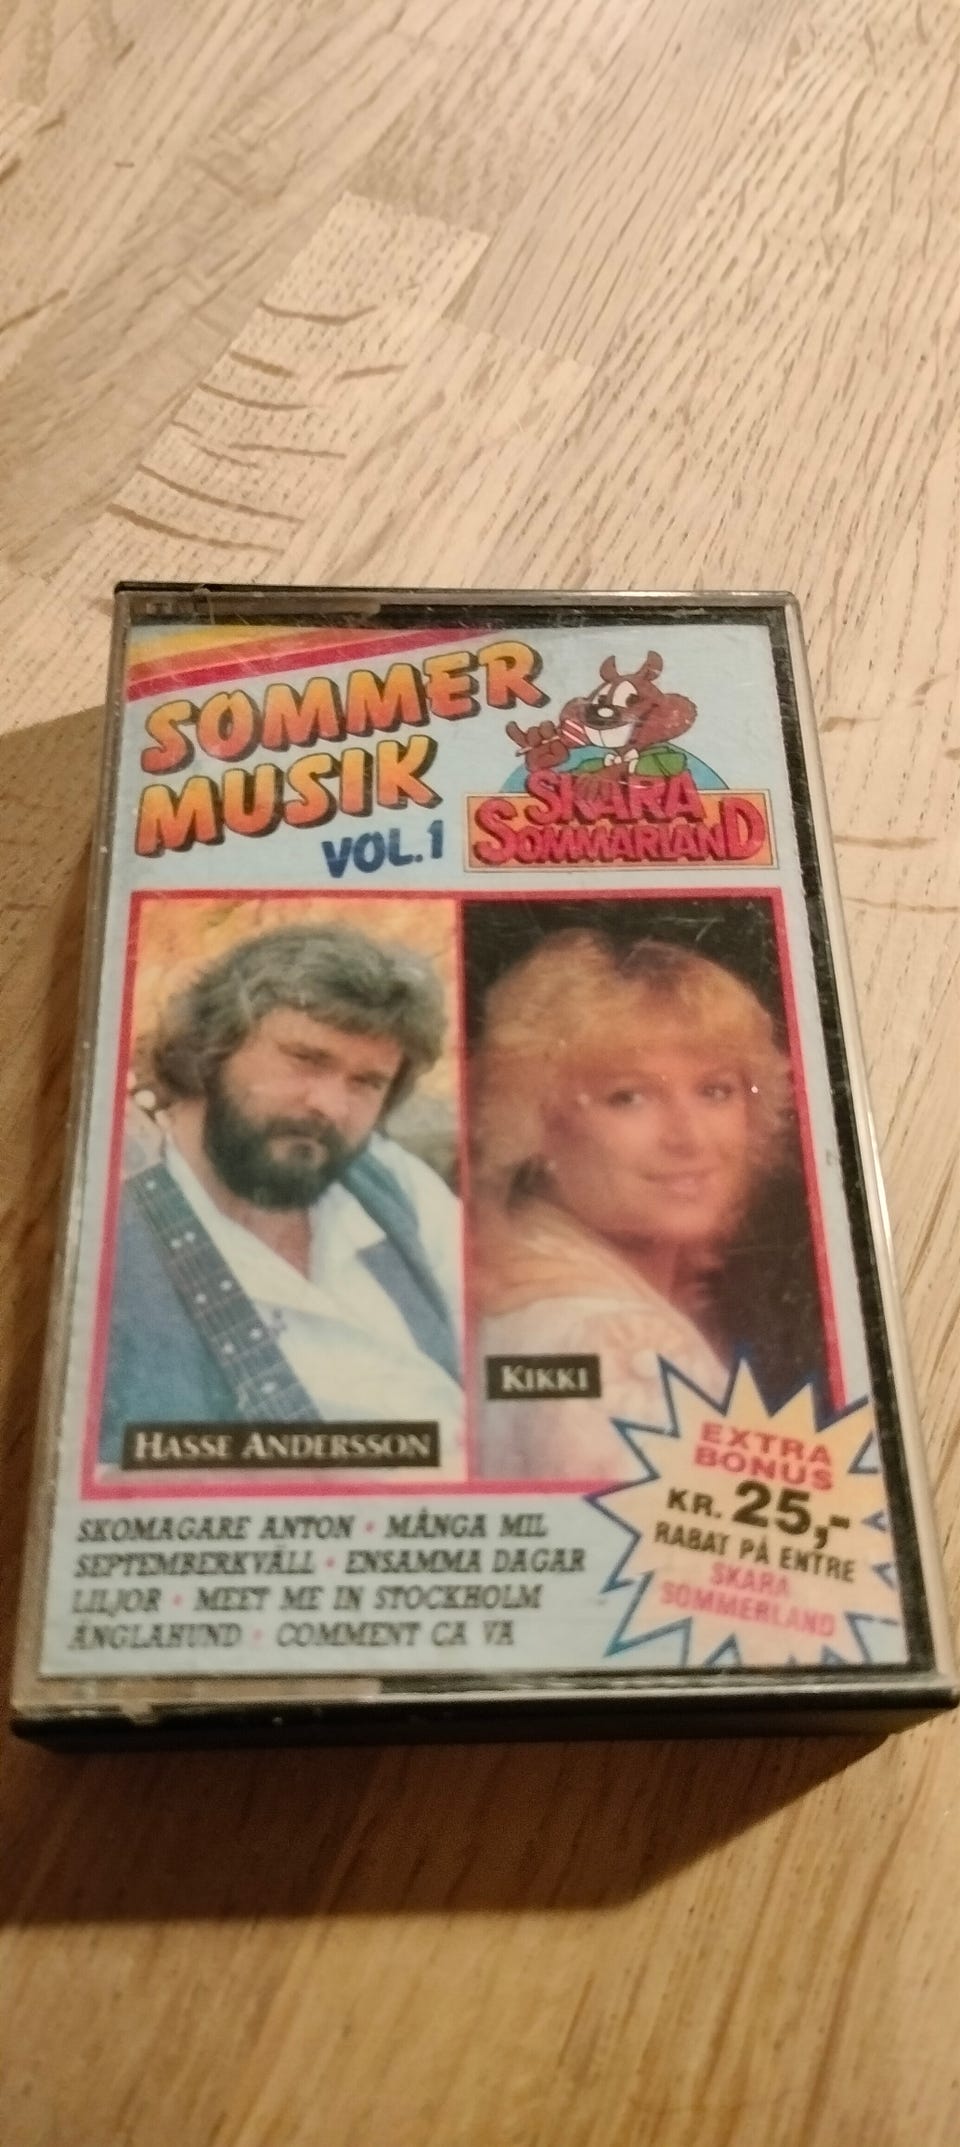 SOMMER
MUSIK
VOL.1
SKARA
SOMMARLAND
HASSE ANDERSSON
KIKKI
SKOMAGARE ANTON • MÅNGA MIL
SEPTEMBERKVÄLL • ENSAMMA DAGAR
LILJOR • MEET ME IN STOCKHOLM
ÄNGLAHUND • COMMENT CA VA
EXTRA
BONUS
KR. 25,-
RABAT PÅ ENTRE
SKARA
SOMMERLAND